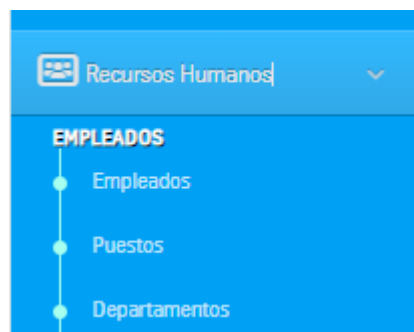 Recursos Humanos
EMPLEADOS
Empleados
Puestos
Departamentos